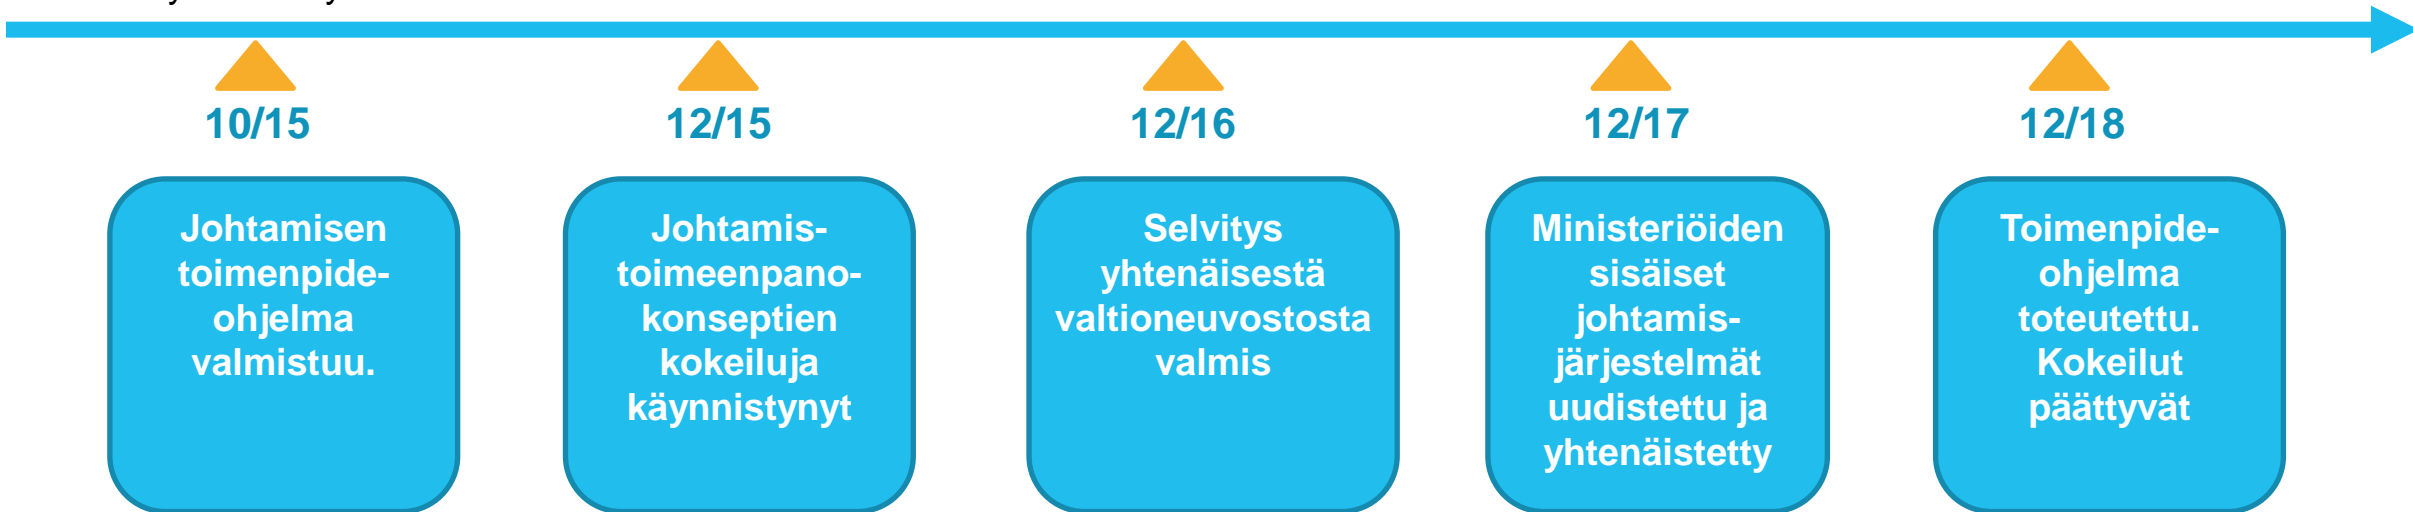 10/15
12/15
12/16
12/17
12/18
Johtamisen
toimenpide-
ohjelma
valmistuu.
Johtamis-
toimeenpano-
konseptien
kokeiluja
käynnistynyt
Selvitys
yhtenäisestä
valtioneuvostosta
valmis
Ministeriöiden
sisäiset
johtamis-
järjestelmät
uudistettu ja
yhtenäistetty
Toimenpide-
ohjelma
toteutettu.
Kokeilut
päättyvät